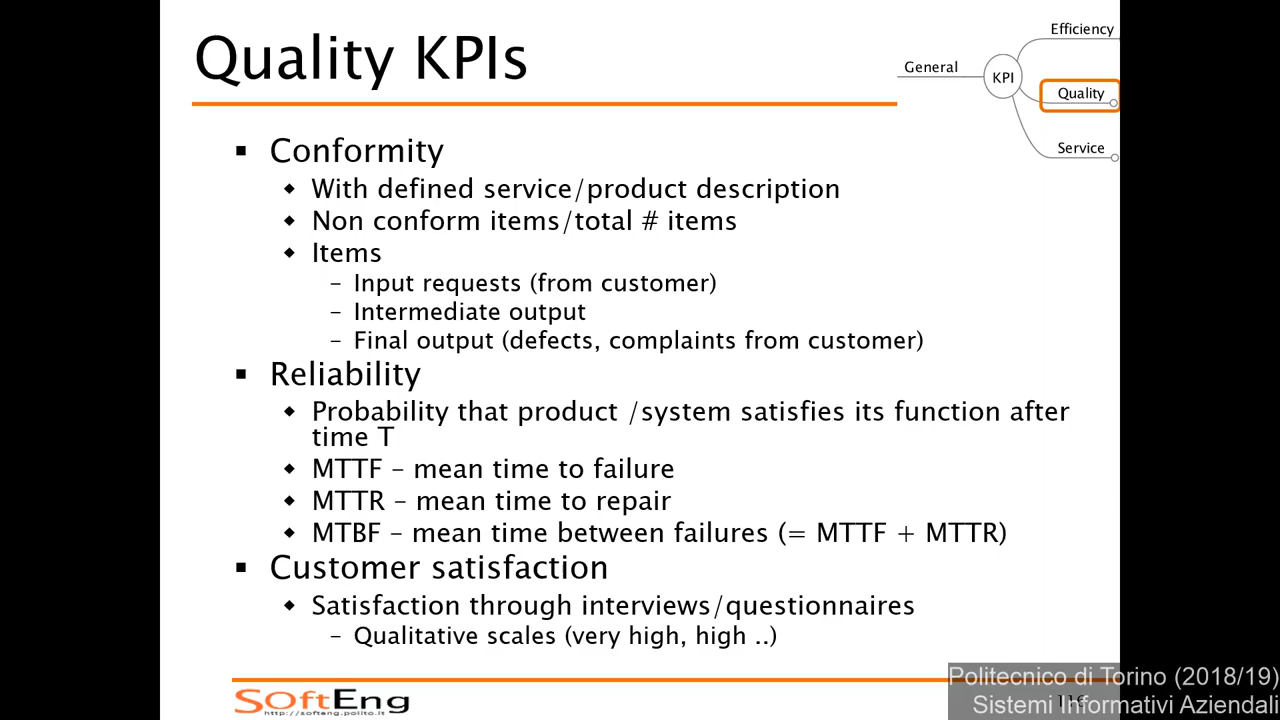 Quality KPIs
Efficiency
General
KPI
Quality
Service
▪ Conformity
◆ With defined service/product description
◆ Non conform items/total # items
◆ Items
– Input requests (from customer)
– Intermediate output
– Final output (defects, complaints from customer)
▪ Reliability
◆ Probability that product /system satisfies its function after
time T
◆ MTTF – mean time to failure
◆ MTTR – mean time to repair
◆ MTBF – mean time between failures (= MTTF + MTTR)
▪ Customer satisfaction
◆ Satisfaction through interviews/questionnaires
– Qualitative scales (very high, high ..)
SoftEng
http://softeng.polito.it
Politecnico di Torino (2018/19)
Sistemi Informativi Aziendali